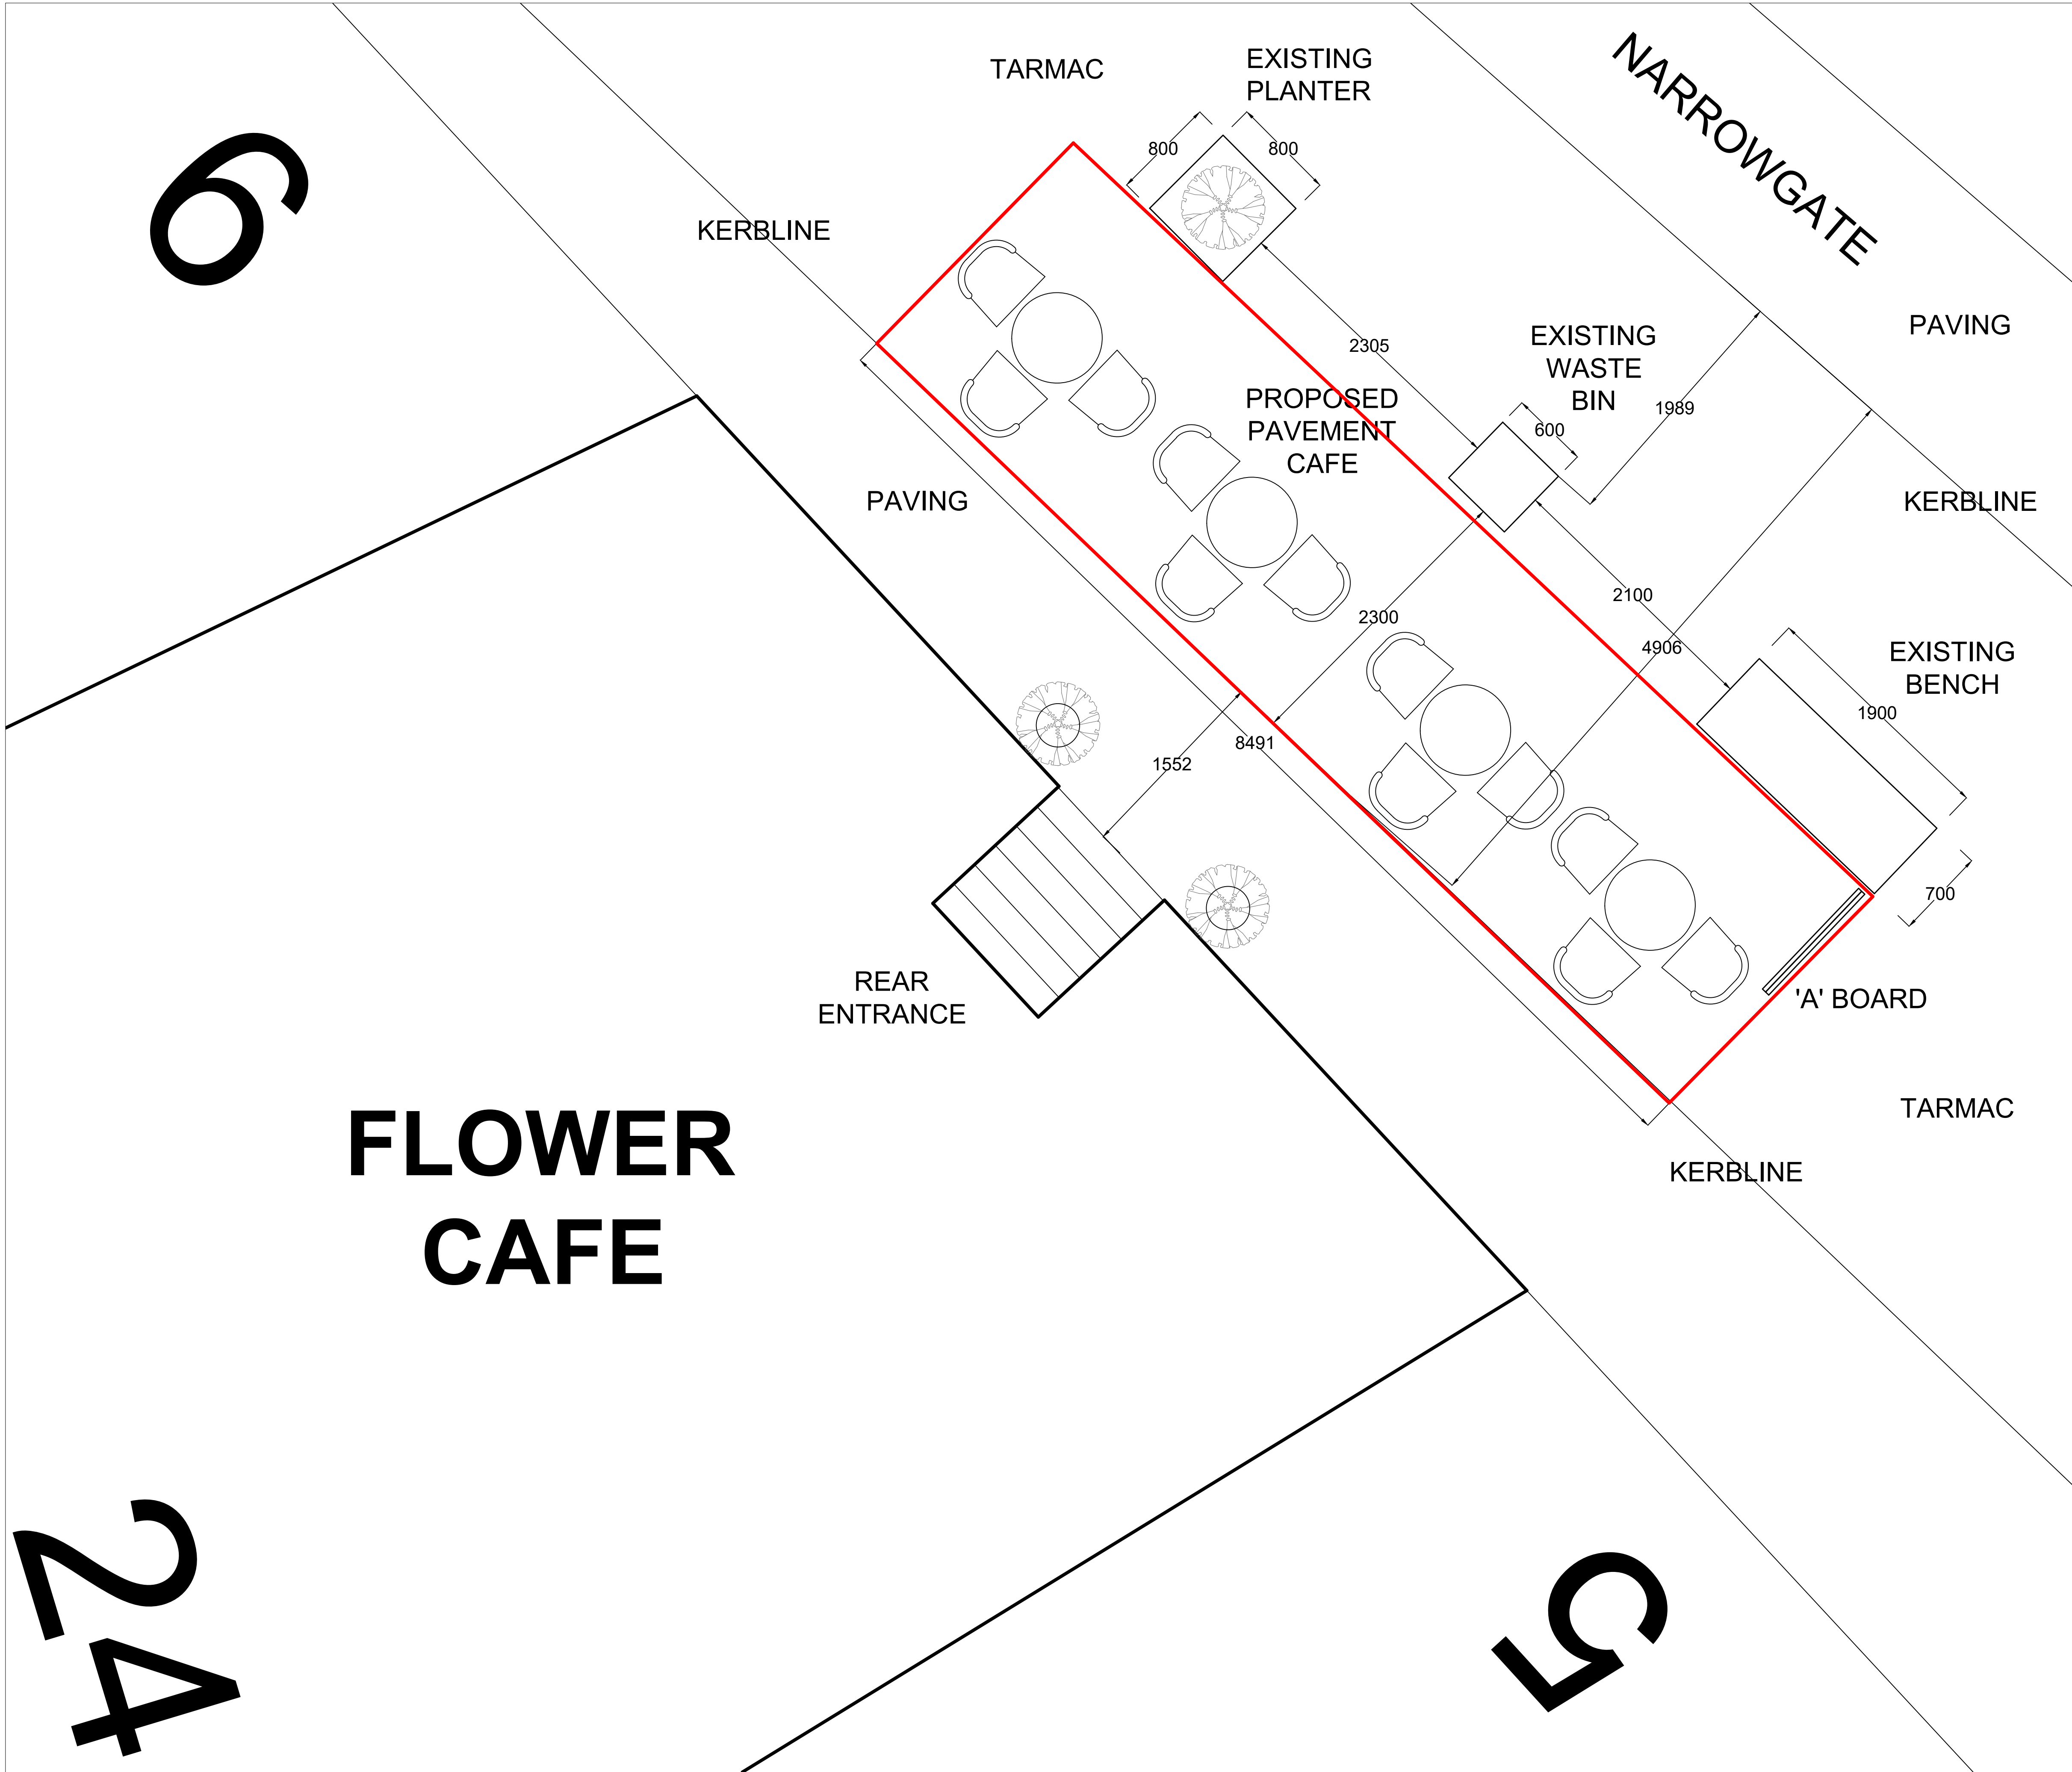 TARMAC
EXISTING
PLANTER
NARROWGATE
800
800
6
KERBLINE
2305
EXISTING
WASTE
BIN
PAVING
1989
600
PROPOSED
PAVEMENT
CAFE
PAVING
KERBLINE
2100
2300
4906
EXISTING
BENCH
1900
8491
1552
700
REAR
ENTRANCE
'A' BOARD
TARMAC
KERBLINE
FLOWER
CAFE
24
5